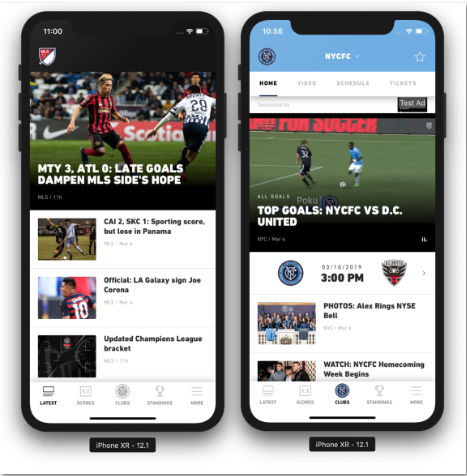 11:00
MLS
MTY 3, ATL 0: LATE GOALS
DAMPEN MLS SIDE'S HOPE
MLS / 11h
CAI 2, SKC 1: Sporting score,
but lose in Panama
MLS / Mar 6
Official: LA Galaxy sign Joe
Corona
MLS / Mar 6
Updated Champions League
bracket
MLS / 11h
LATEST
SCORES
CLUBS
STANDINGS
MORE
iPhone XR - 12.1
10:58
NYCFC
HOME
VIDEO
SCHEDULE
TICKETS
Sponsored by
Test Ad
FOR SOCCER
Poku
ALL GOALS
TOP GOALS: NYCFC VS D.C.
UNITED
NYC / Mar 6
03/10/2019
3:00 PM
PHOTOS: Alex Rings NYSE
Bell
NYC / Mar 6
WATCH: NYCFC Homecoming
Week Begins
LATEST
SCORES
CLUBS
STANDINGS
MORE
iPhone XR - 12.1